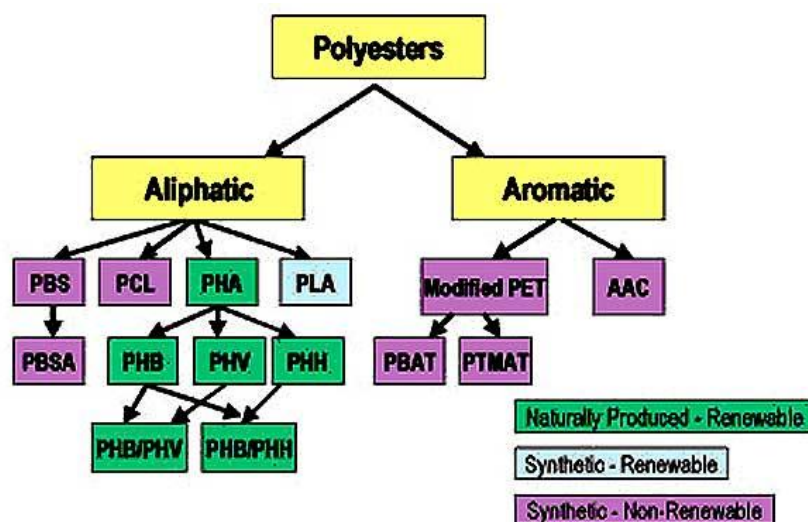 Polyesters
Aliphatic
Aromatic
PBS
PCL
PHA
PLA
Modified PET
AAC
PBSA
PHB
PHV
PHH
PBAT
PTMAT
PHB/PHV
PHB/PHH
Naturally Produced - Renewable
Synthetic - Renewable
Synthetic - Non-Renewable